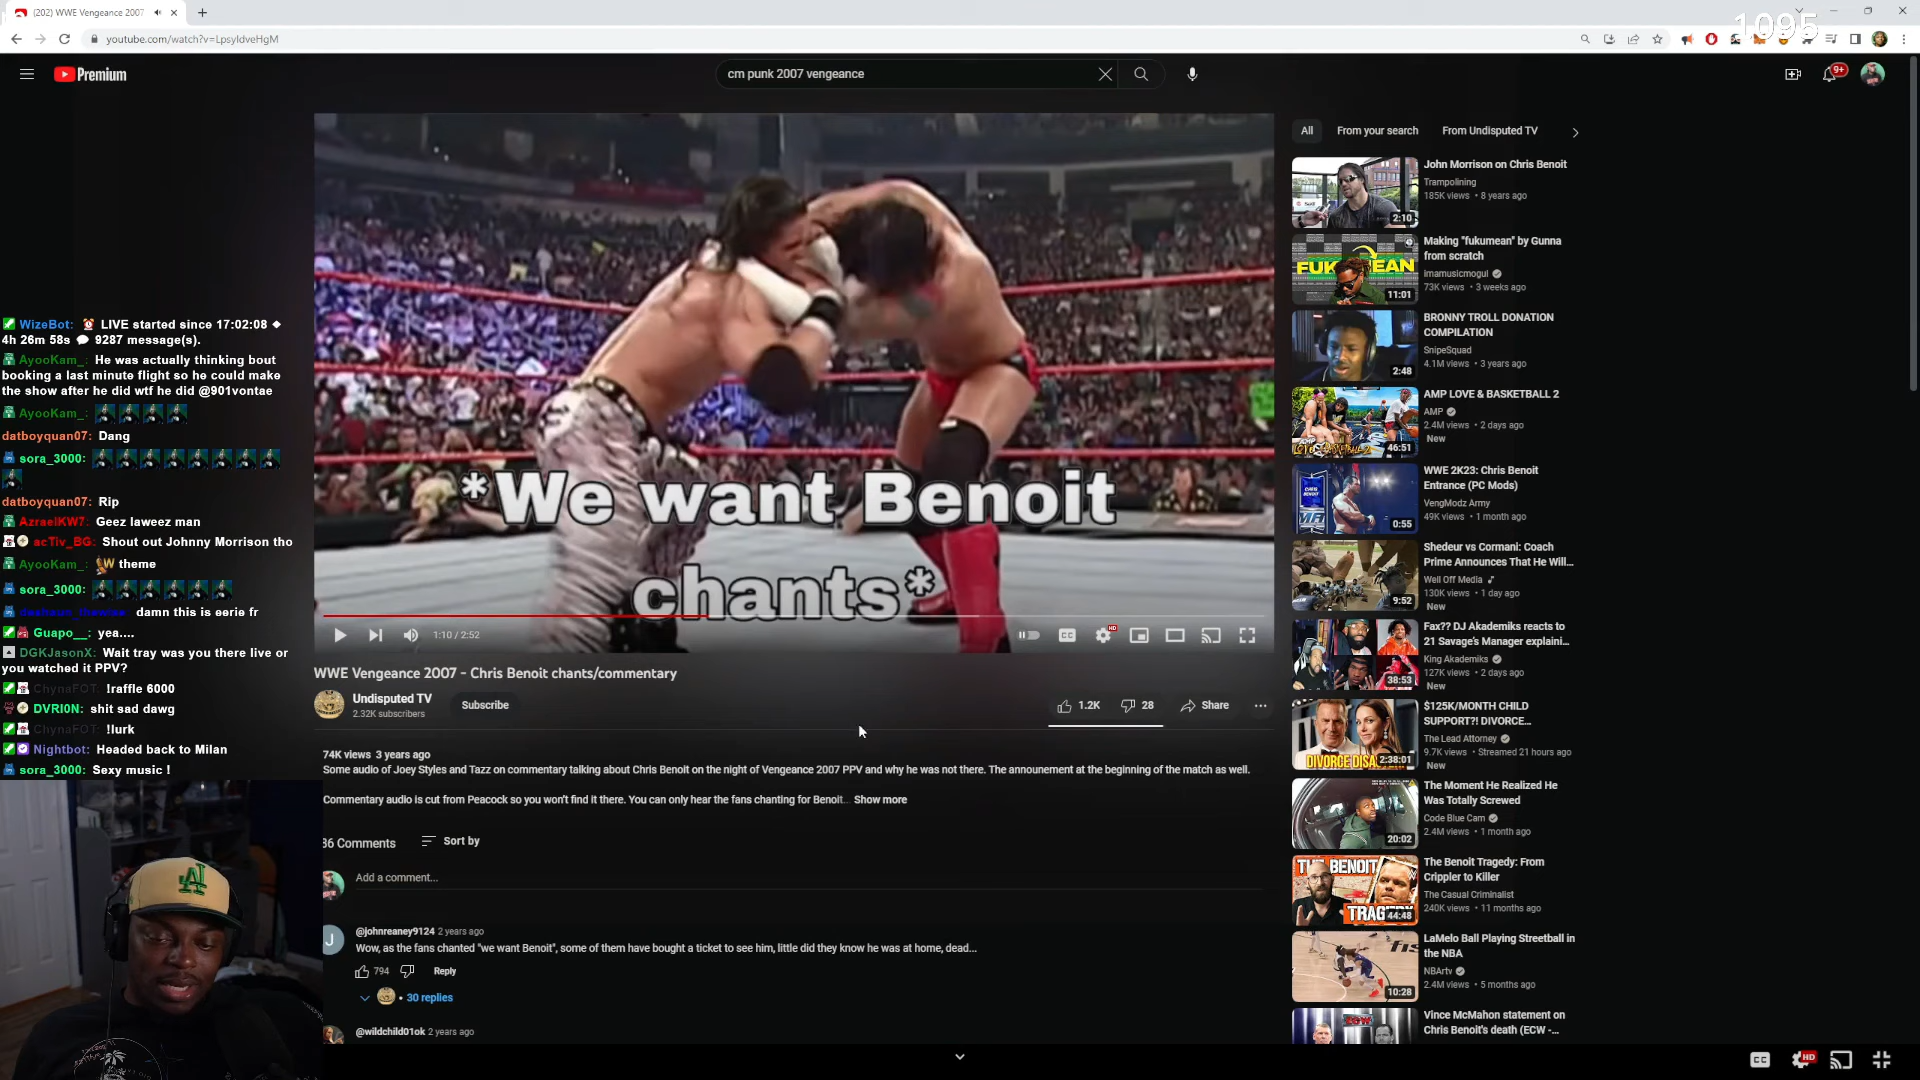 (202) WWE Vengeance 2007
1095
youtube.com/watch?v=LpsyIdveHgM
Premium
cm punk 2007 vengeance
9+
*We want Benoit
chants*
1:10 / 2:52
WWE Vengeance 2007 - Chris Benoit chants/commentary
Undisputed TV
2.32K subscribers
Subscribe
1.2K
28
Share
74K views 3 years ago
Some audio of Joey Styles and Tazz on commentary talking about Chris Benoit on the night of Vengeance 2007 PPV and why he was not there. The announement at the beginning of the match as well.
Commentary audio is cut from Peacock so you won't find it there. You can only hear the fans chanting for Benoit... Show more
36 Comments
Sort by
Add a comment...
@johnreaney9124 2 years ago
Wow, as the fans chanted "we want Benoit", some of them have bought a ticket to see him, little did they know he was at home, dead...
794
Reply
• 30 replies
@wildchild01ok 2 years ago
WizeBot: LIVE started since 17:02:08
4h 26m 58s 9287 message(s).
AyooKam_: He was actually thinking bout
booking a last minute flight so he could make
the show after he did wtf he did @901vontae
AyooKam_:
datboyquan07: Dang
sora_3000:
datboyquan07: Rip
AzraelKW7: Geez laweez man
acTiv_BG: Shout out Johnny Morrison tho
AyooKam_: theme
sora_3000:
damn this is eerie fr
Guapo__: yea....
DGKJasonX: Wait tray was you there live or
you watched it PPV?
ChynaFOT: !raffle 6000
DVRI0N: shit sad dawg
ChynaFOT: !lurk
Nightbot: Headed back to Milan
sora_3000: Sexy music !
All
From your search
From Undisputed TV
John Morrison on Chris Benoit
Trampolining
185K views • 8 years ago
2:10
Making "fukumean" by Gunna
from scratch
imamusicmogul
73K views • 3 weeks ago
11:01
BRONNY TROLL DONATION
COMPILATION
SnipeSquad
4.1M views • 3 years ago
2:48
AMP LOVE & BASKETBALL 2
AMP
2.4M views • 2 days ago
New
46:51
WWE 2K23: Chris Benoit
Entrance (PC Mods)
VengModz Army
49K views • 1 month ago
0:55
Shedeur vs Cormani: Coach
Prime Announces That He Will...
Well Off Media
130K views • 1 day ago
New
9:52
Fax?? DJ Akademiks reacts to
21 Savage's Manager explaini...
King Akademiks
127K views • 2 days ago
New
38:53
$125K/MONTH CHILD
SUPPORT?! DIVORCE...
The Lead Attorney
9.7K views • Streamed 21 hours ago
New
2:38:01
The Moment He Realized He
Was Totally Screwed
Code Blue Cam
2.4M views • 1 month ago
20:02
The Benoit Tragedy: From
Crippler to Killer
The Casual Criminalist
240K views • 11 months ago
THE BENOIT
44:48
LaMelo Ball Playing Streetball in
the NBA
NBArtv
2.4M views • 5 months ago
10:28
Vince McMahon statement on
Chris Benoit's death (ECW -...